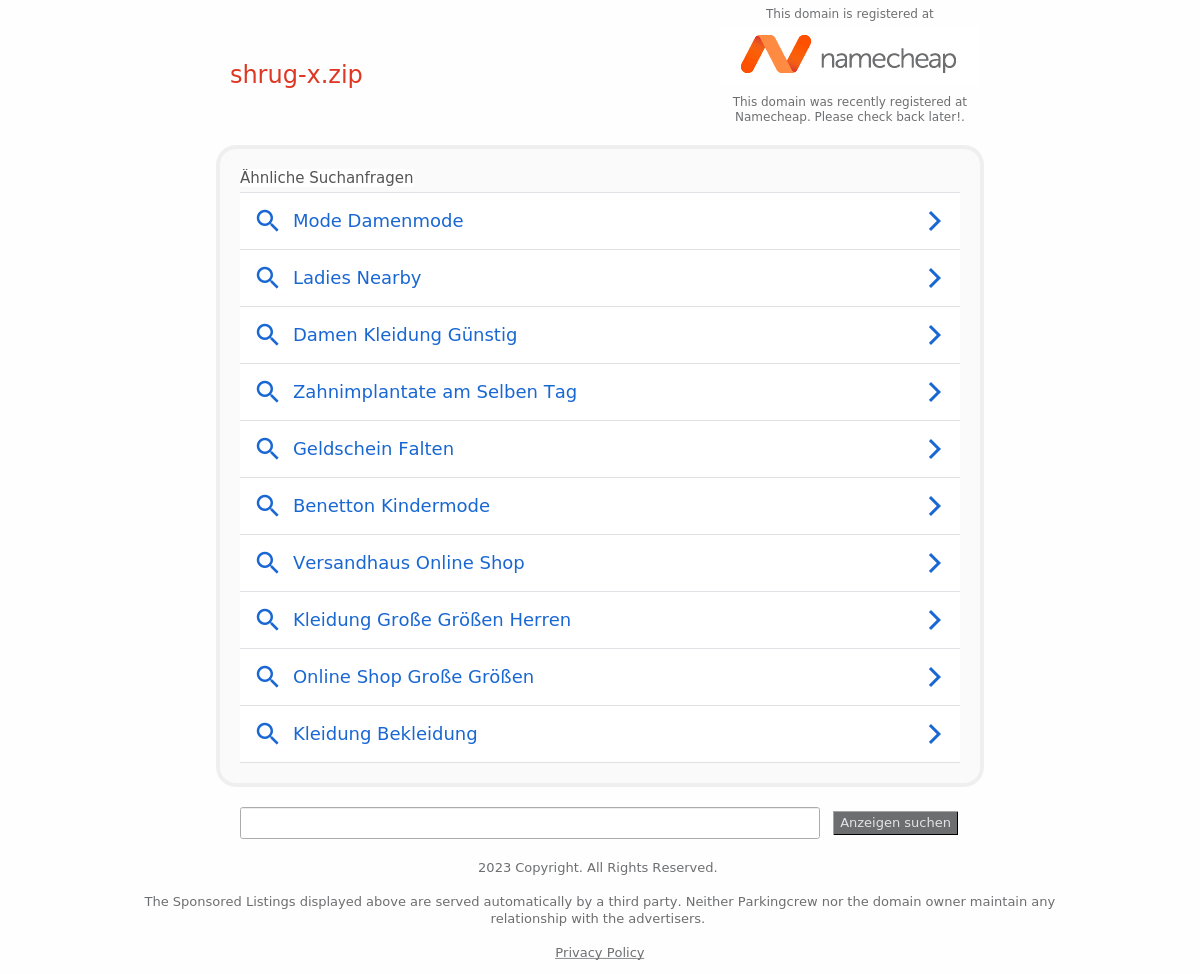 This domain is registered at
shrug-x.zip
namecheap
This domain was recently registered at
Namecheap. Please check back later!.
Ähnliche Suchanfragen
Mode Damenmode
Ladies Nearby
Damen Kleidung Günstig
Zahnimplantate am Selben Tag
Geldschein Falten
Benetton Kindermode
Versandhaus Online Shop
Kleidung Große Größen Herren
Online Shop Große Größen
Kleidung Bekleidung
Anzeigen suchen
2023 Copyright. All Rights Reserved.
The Sponsored Listings displayed above are served automatically by a third party. Neither Parkingcrew nor the domain owner maintain any
relationship with the advertisers.
Privacy Policy